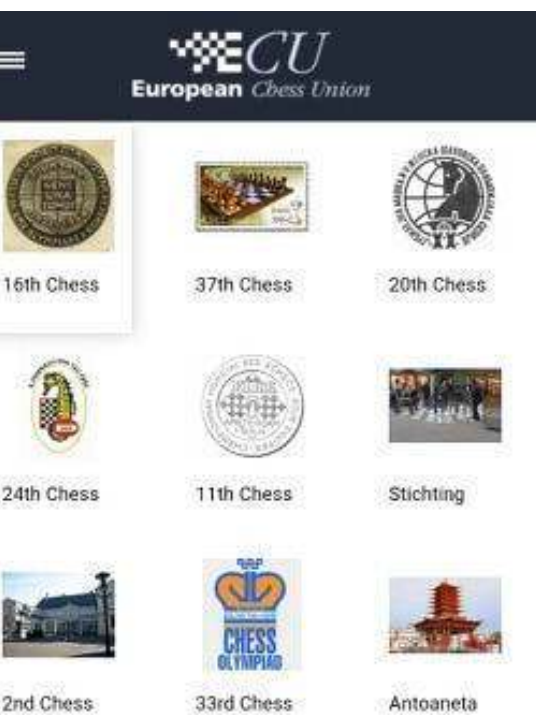 ECU
European Chess Union
16th Chess
37th Chess
20th Chess
24th Chess
11th Chess
Stichting
CHESS
OLYMPIAD
2nd Chess
33rd Chess
Antoaneta